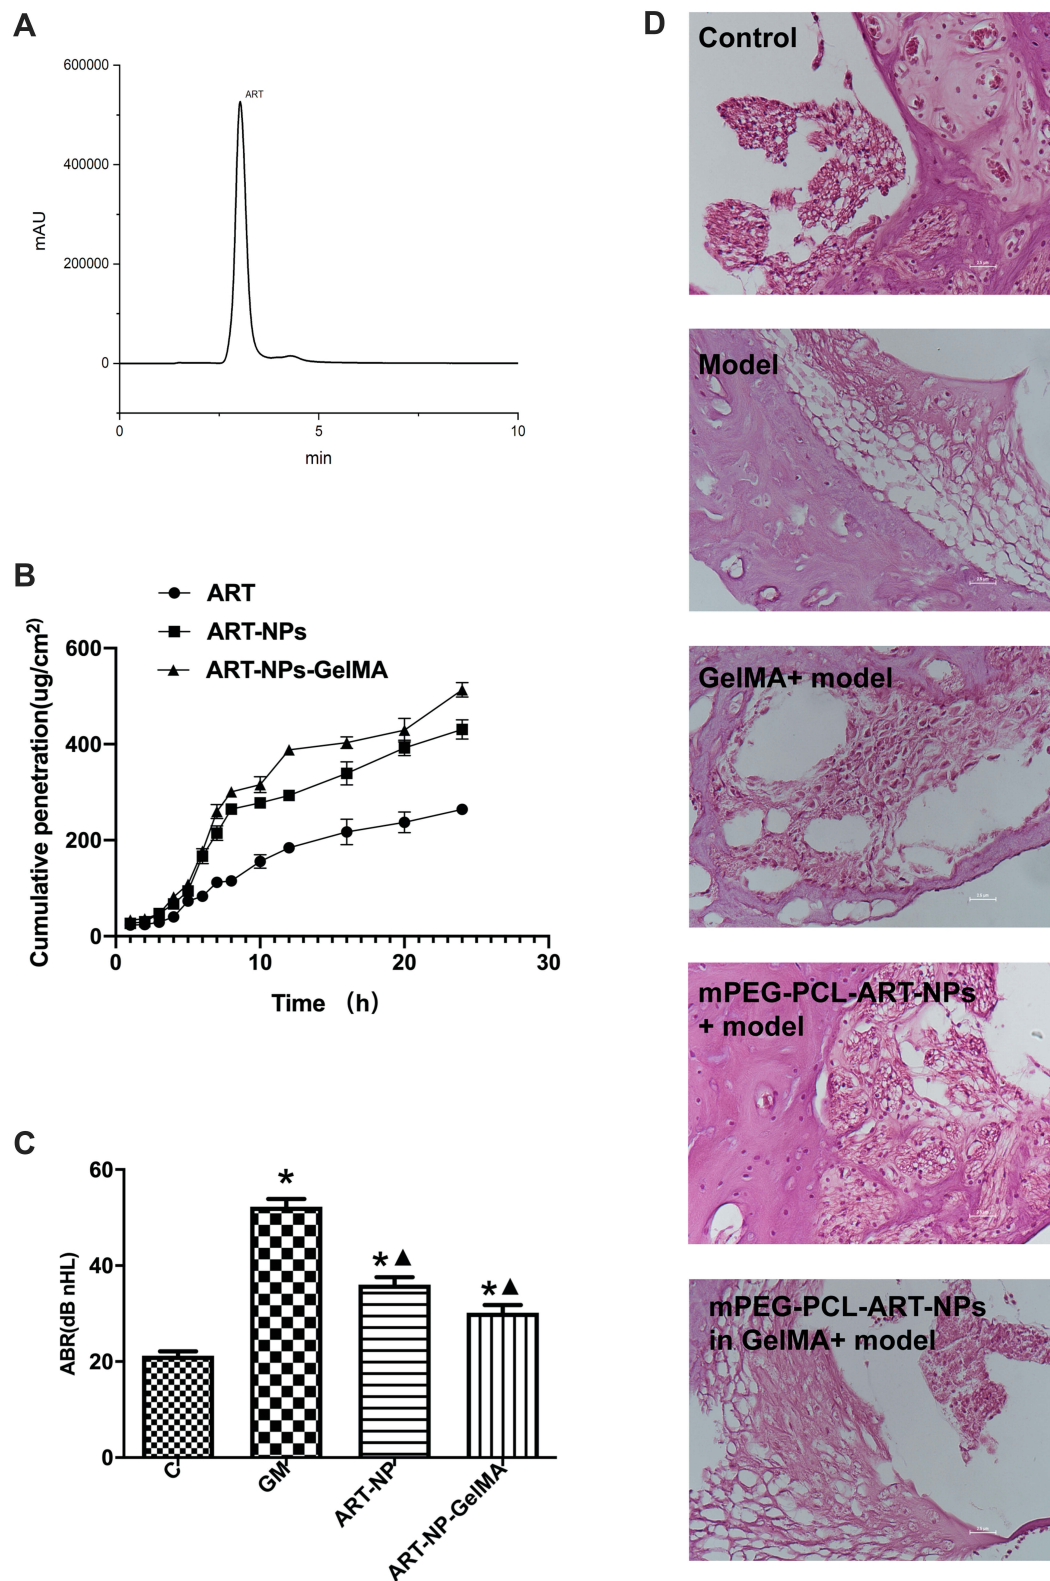 A
600000
400000
200000
0
mAU
ART
0
5
10
min
B
ART
ART-NPs
ART-NPs-GelMA
Cumulative penetration(ug/cm²)
600
400
200
0
0
10
20
30
Time (h)
C
ABR(dB nHL)
60
40
20
0
*
*▲
*▲
C
GM
ART-NP
ART-NP-GelMA
D
Control
Model
GelMA+ model
mPEG-PCL-ART-NPs
+ model
mPEG-PCL-ART-NPs
in GelMA+ model